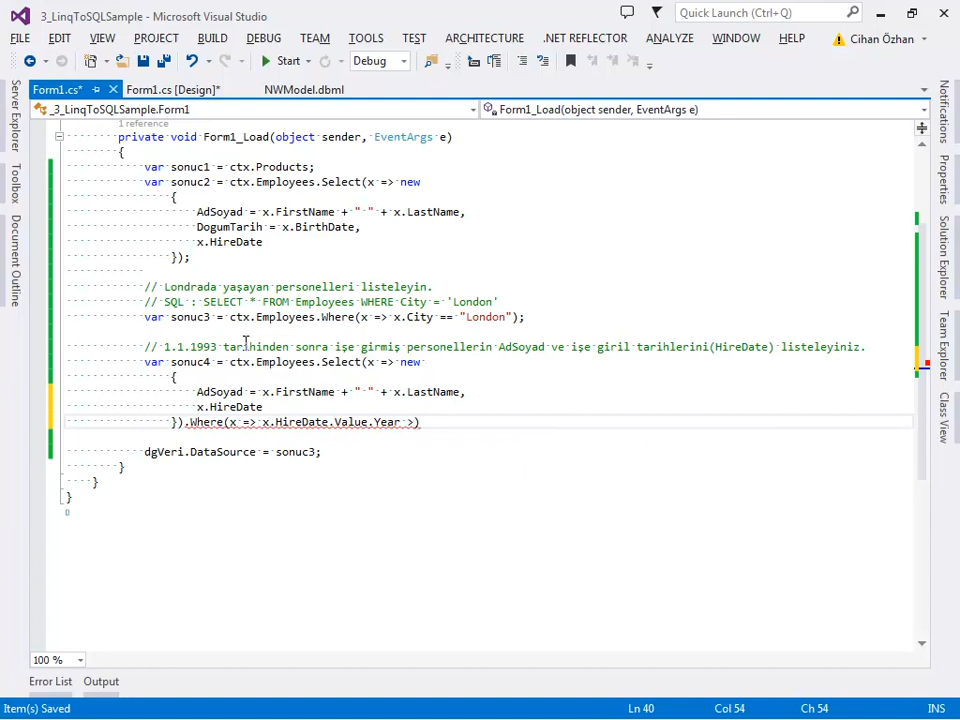 3_LinqToSQLSample - Microsoft Visual Studio
Quick Launch (Ctrl+Q)
FILE EDIT VIEW PROJECT BUILD DEBUG TEAM TOOLS TEST ARCHITECTURE .NET REFLECTOR ANALYZE WINDOW HELP Cihan Özhan
Start Debug
Form1.cs* Form1.cs [Design]* NWModel.dbml
_3_LinqToSQLSample.Form1 Form1_Load(object sender, EventArgs e)
Server Explorer
Toolbox
Document Outline
1 reference
private void Form1_Load(object sender, EventArgs e)
{
var sonuc1 = ctx.Products;
var sonuc2 = ctx.Employees.Select(x => new
{
AdSoyad = x.FirstName + " " + x.LastName,
DogumTarih = x.BirthDate,
x.HireDate
});
// Londrada yaşayan personelleri listeleyin.
// SQL : SELECT * FROM Employees WHERE City = 'London'
var sonuc3 = ctx.Employees.Where(x => x.City == "London");
// 1.1.1993 tarihinden sonra işe girmiş personellerin AdSoyad ve işe giril tarihlerini(HireDate) listeleyiniz.
var sonuc4 = ctx.Employees.Select(x => new
{
AdSoyad = x.FirstName + " " + x.LastName,
x.HireDate
}).Where(x => x.HireDate.Value.Year >)
dgVeri.DataSource = sonuc3;
}
}
}
Notifications
Properties
Solution Explorer
Team Explorer
Class View
100 %
Error List Output
Item(s) Saved Ln 40 Col 54 Ch 54 INS